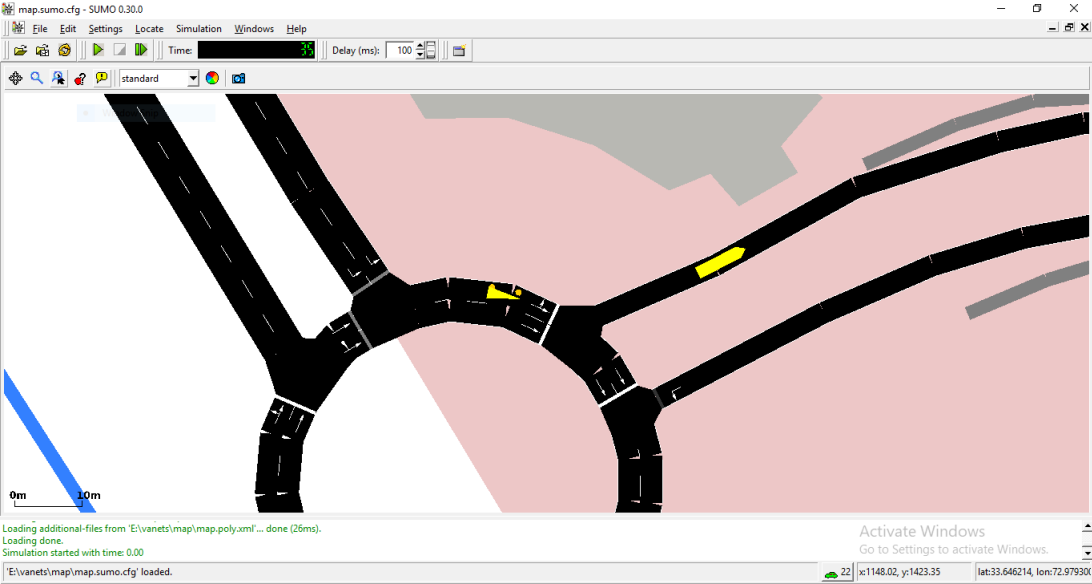 map.sumo.cfg - SUMO 0.30.0
File Edit Settings Locate Simulation Windows Help
Time: 35 Delay (ms): 100
standard
0m 10m
Loading additional-files from 'E:\vanets\map\map.poly.xml'... done (26ms).
Loading done.
Simulation started with time: 0.00
Activate Windows
Go to Settings to activate Windows.
'E:\vanets\map\map.sumo.cfg' loaded. 22 x:1148.02, y:1423.35 lat:33.646214, lon:72.979300